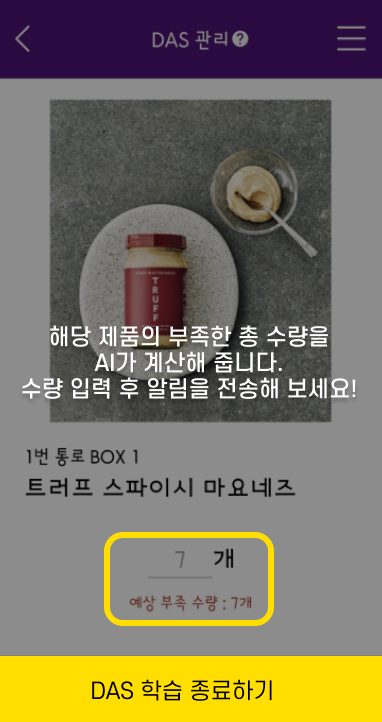 DAS 관리?
TRUFF
해당 제품의 부족한 총 수량을
AI가 계산해 줍니다.
수량 입력 후 알림을 전송해 보세요!
1번 통로 BOX 1
트러프 스파이시 마요네즈
7 개
예상 부족 수량 : 7개
DAS 학습 종료하기